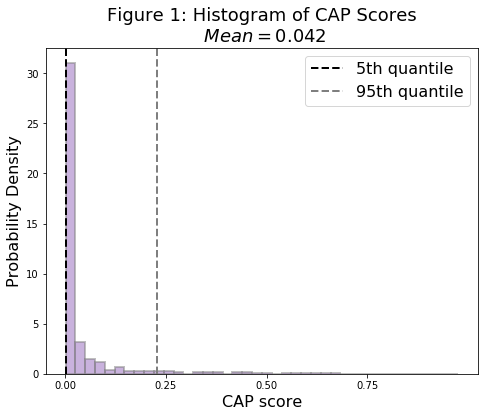 Figure 1: Histogram of CAP Scores
Mean = 0.042
5th quantile
95th quantile
Probability Density
30
25
20
15
10
5
0
0.00 0.25 0.50 0.75
CAP score